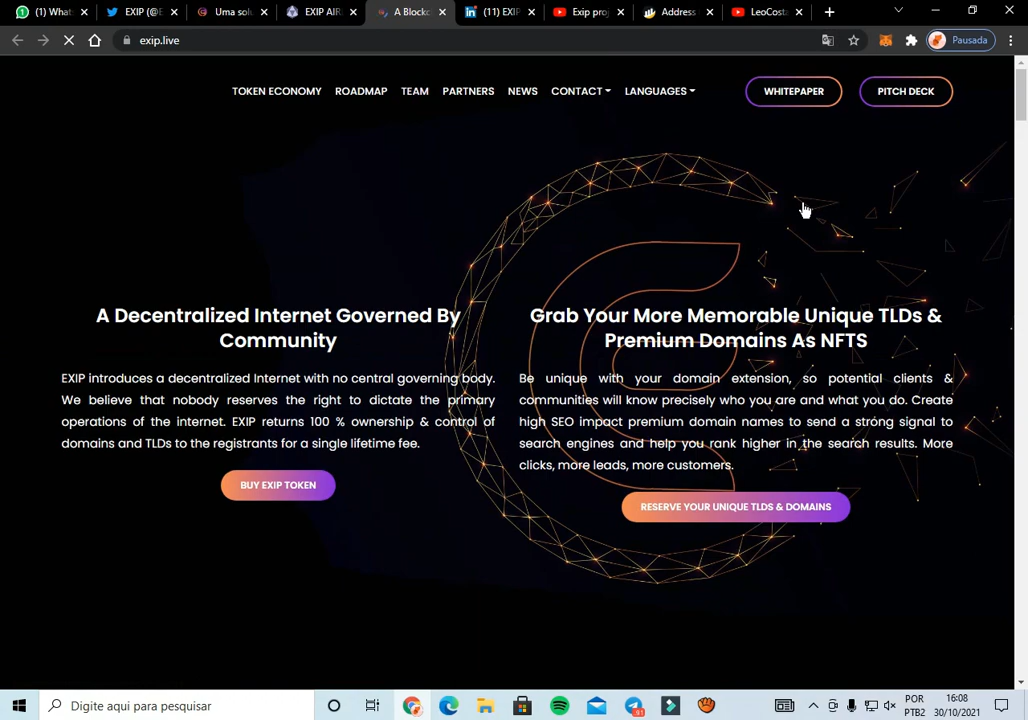 (1) Whats
EXIP (@E
Uma solu
EXIP AIR
A Blockc
(11) EXIP
Exip proj
Address
LeoCosta
exip.live
Pausada
TOKEN ECONOMY ROADMAP TEAM PARTNERS NEWS CONTACT LANGUAGES
WHITEPAPER
PITCH DECK
A Decentralized Internet Governed By
Community
EXIP introduces a decentralized Internet with no central governing body.
We believe that nobody reserves the right to dictate the primary
operations of the internet. EXIP returns 100 % ownership & control of
domains and TLDs to the registrants for a single lifetime fee.
BUY EXIP TOKEN
Grab Your More Memorable Unique TLDs &
Premium Domains As NFTS
Be unique with your domain extension, so potential clients &
communities will know precisely who you are and what you do. Create
high SEO impact premium domain names to send a strong signal to
search engines and help you rank higher in the search results. More
clicks, more leads, more customers.
RESERVE YOUR UNIQUE TLDS & DOMAINS
Digite aqui para pesquisar
POR
PTB2
16:08
30/10/2021